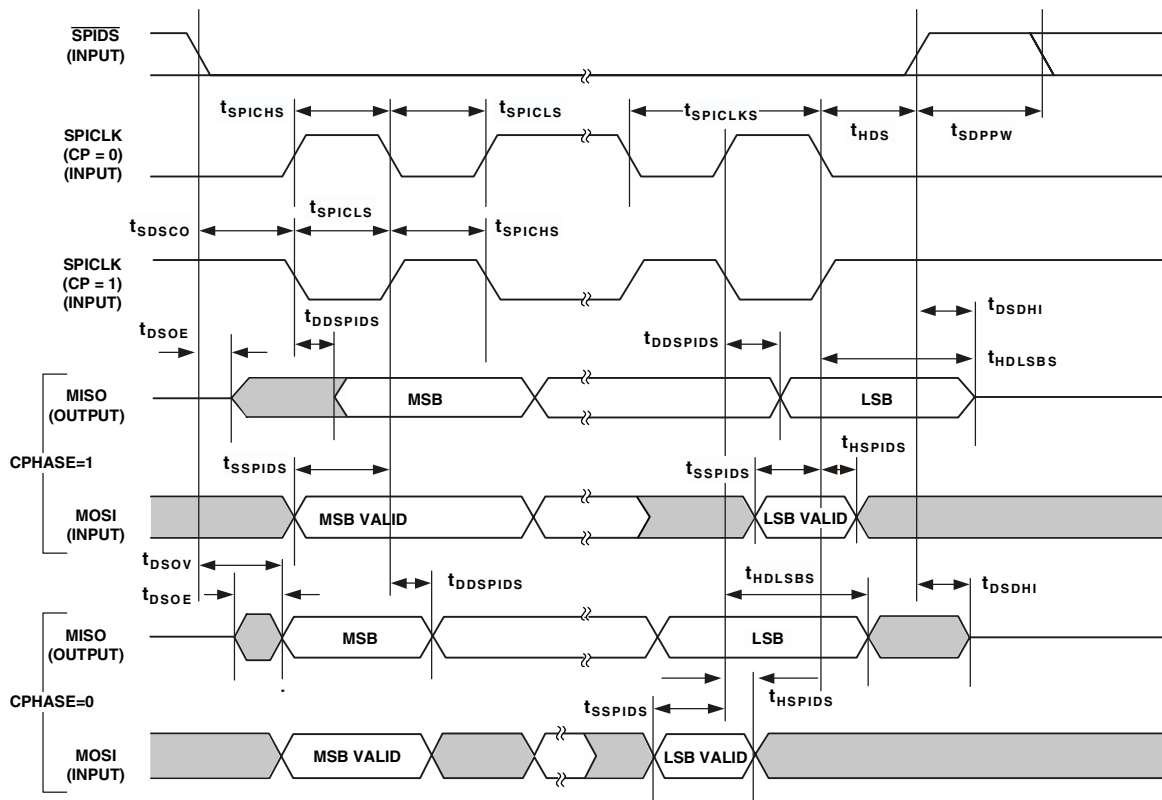 SPIDS
(INPUT)
tSPICHS
tSPICLS
tSPICLKS
tHDS
tSDPPW
SPICLK
(CP = 0)
(INPUT)
tSDSCO
tSPICLS
tSPICHS
SPICLK
(CP = 1)
(INPUT)
tDSOE
tDDSPIDS
tDDSPIDS
tDSDHI
tHDLSBS
MISO
(OUTPUT)
MSB
LSB
CPHASE=1
tSSPIDS
tSSPIDS
tHSPIDS
MOSI
(INPUT)
MSB VALID
LSB VALID
tDSOV
tDSOE
tDDSPIDS
tHDLSBS
tDSDHI
MISO
(OUTPUT)
MSB
LSB
CPHASE=0
tSSPIDS
tHSPIDS
MOSI
(INPUT)
MSB VALID
LSB VALID